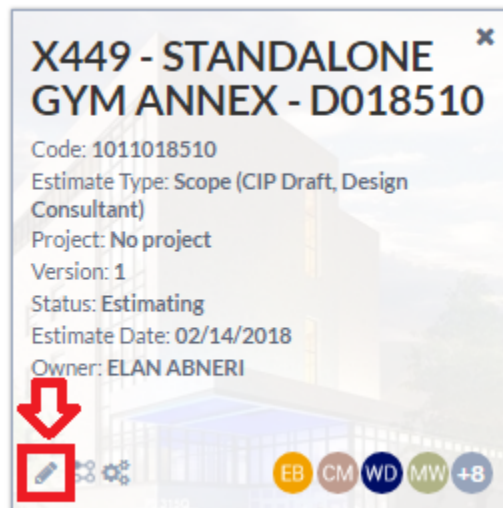 X449 - STANDALONE
GYM ANNEX - D018510
Code: 1011018510
Estimate Type: Scope (CIP Draft, Design
Consultant)
Project: No project
Version: 1
Status: Estimating
Estimate Date: 02/14/2018
Owner: ELAN ABNERI
EB CM WD MW +8